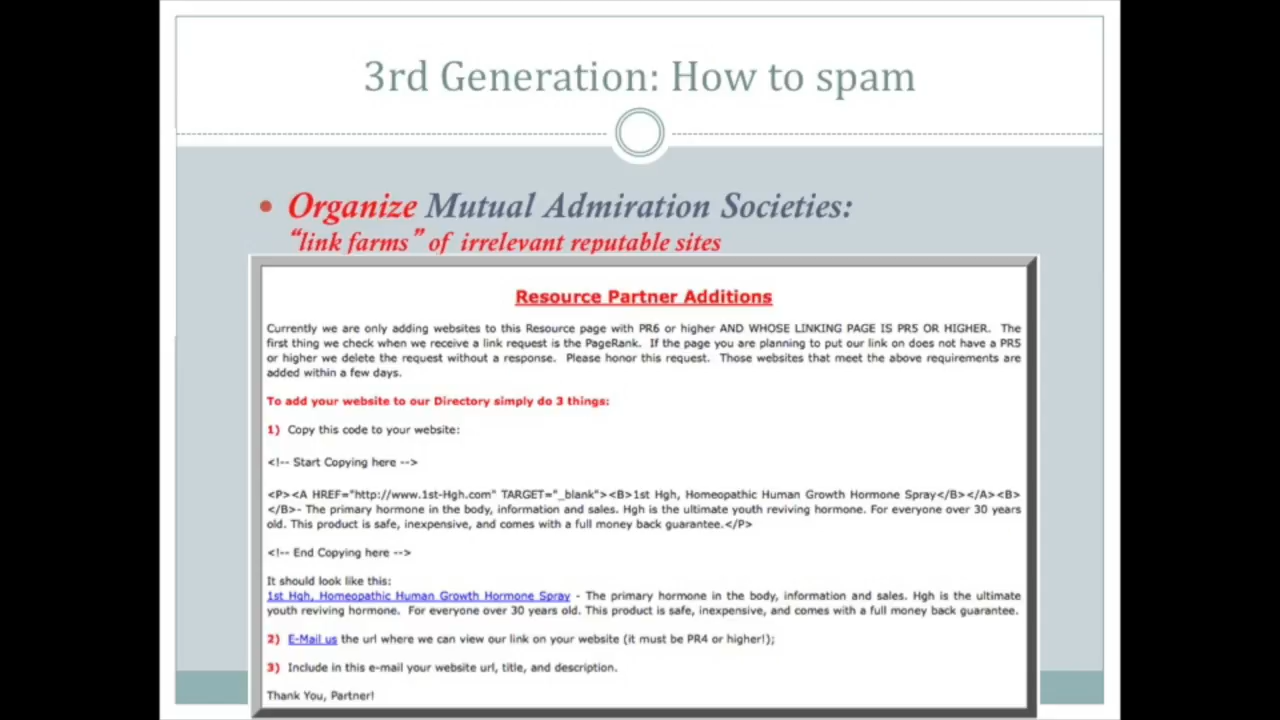 3rd Generation: How to spam
Organize Mutual Admiration Societies:
“link farms” of irrelevant reputable sites
Resource Partner Additions
Currently we are only adding websites to this Resource page with PR6 or higher AND WHOSE LINKING PAGE IS PR5 OR HIGHER. The
first thing we check when we receive a link request is the PageRank. If the page you are planning to put our link on does not have a PR5
or higher we delete the request without a response. Please honor this request. Those websites that meet the above requirements are
added within a few days.
To add your website to our Directory simply do 3 things:
1) Copy this code to your website:
<!-- Start Copying here -->
<P><A HREF="http://www.1st-Hgh.com" TARGET="_blank"><B>1st Hgh, Homeopathic Human Growth Hormone Spray</B></A><B>
</B>- The primary hormone in the body, information and sales. Hgh is the ultimate youth reviving hormone. For everyone over 30 years
old. This product is safe, inexpensive, and comes with a full money back guarantee.</P>
<!-- End Copying here -->
It should look like this:
1st Hgh, Homeopathic Human Growth Hormone Spray - The primary hormone in the body, information and sales. Hgh is the ultimate
youth reviving hormone. For everyone over 30 years old. This product is safe, inexpensive, and comes with a full money back guarantee.
2) E-Mail us the url where we can view our link on your website (it must be PR4 or higher!);
3) Include in this e-mail your website url, title, and description.
Thank You, Partner!